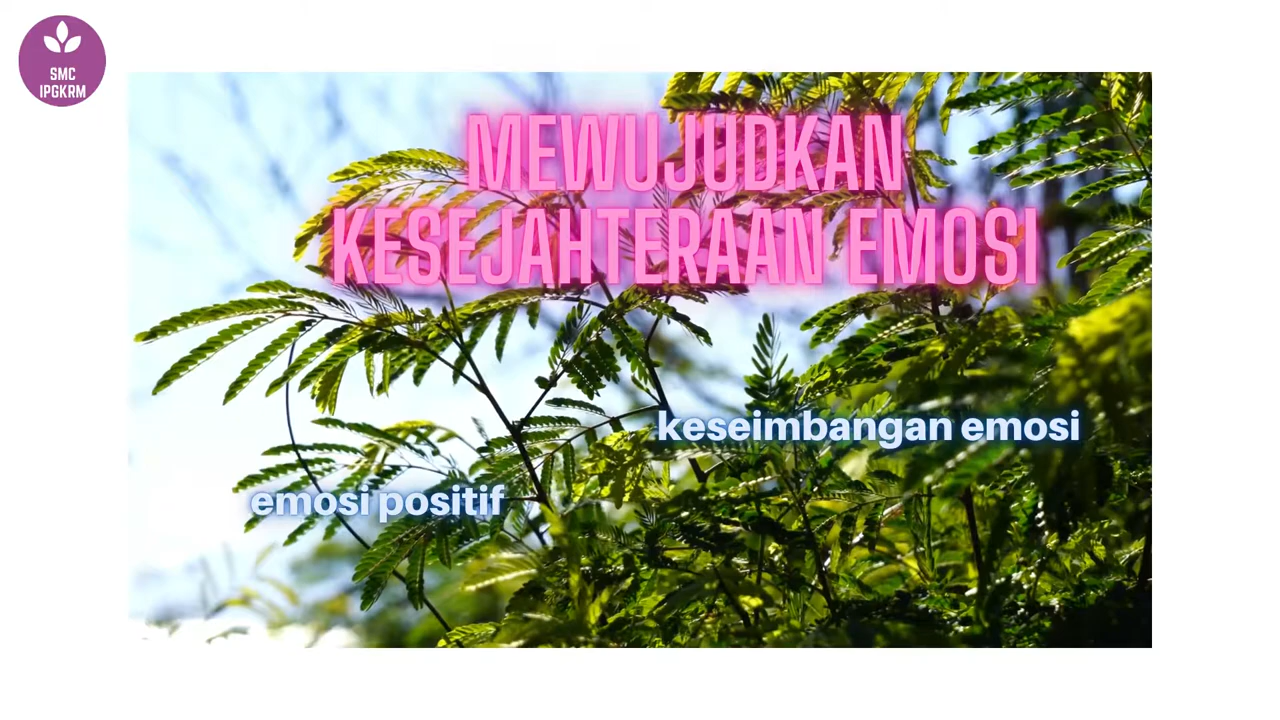 SMC
IPGKRM
MEWUJUDKAN
KESEJAHTERAAN EMOSI
keseimbangan emosi
emosi positif